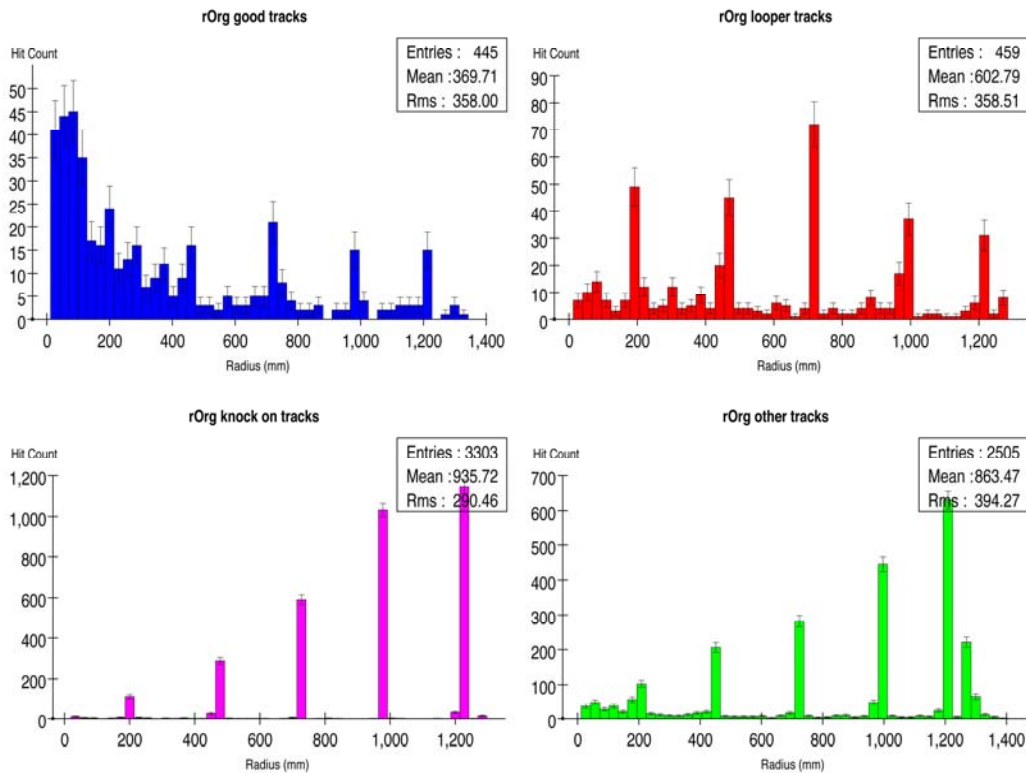 rOrg good tracks
Hit Count
Entries : 445
Mean :369.71
Rms : 358.00
50
45
40
35
30
25
20
15
10
5
0
0 200 400 600 800 1,000 1,200 1,400
Radius (mm)
rOrg looper tracks
Hit Count
Entries : 459
Mean :602.79
Rms : 358.51
90
80
70
60
50
40
30
20
10
0
0 200 400 600 800 1,000 1,200
Radius (mm)
rOrg knock on tracks
Hit Count
Entries : 3303
Mean :935.72
Rms : 290.46
1,200
1,000
800
600
400
200
0
0 200 400 600 800 1,000 1,200
Radius (mm)
rOrg other tracks
Hit Count
Entries : 2505
Mean :863.47
Rms : 394.27
700
600
500
400
300
200
100
0
0 200 400 600 800 1,000 1,200 1,400
Radius (mm)